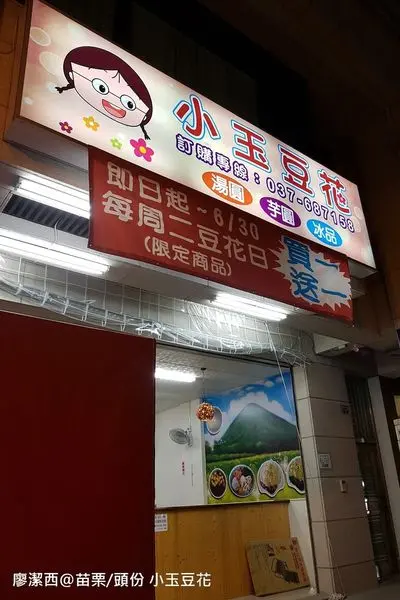 小玉豆花
訂購專線：037-687158
湯圓 芋圓 冰品
即日起~6/30
每周二豆花日
(限定商品)
買一
送一
廖潔西@苗栗/頭份 小玉豆花